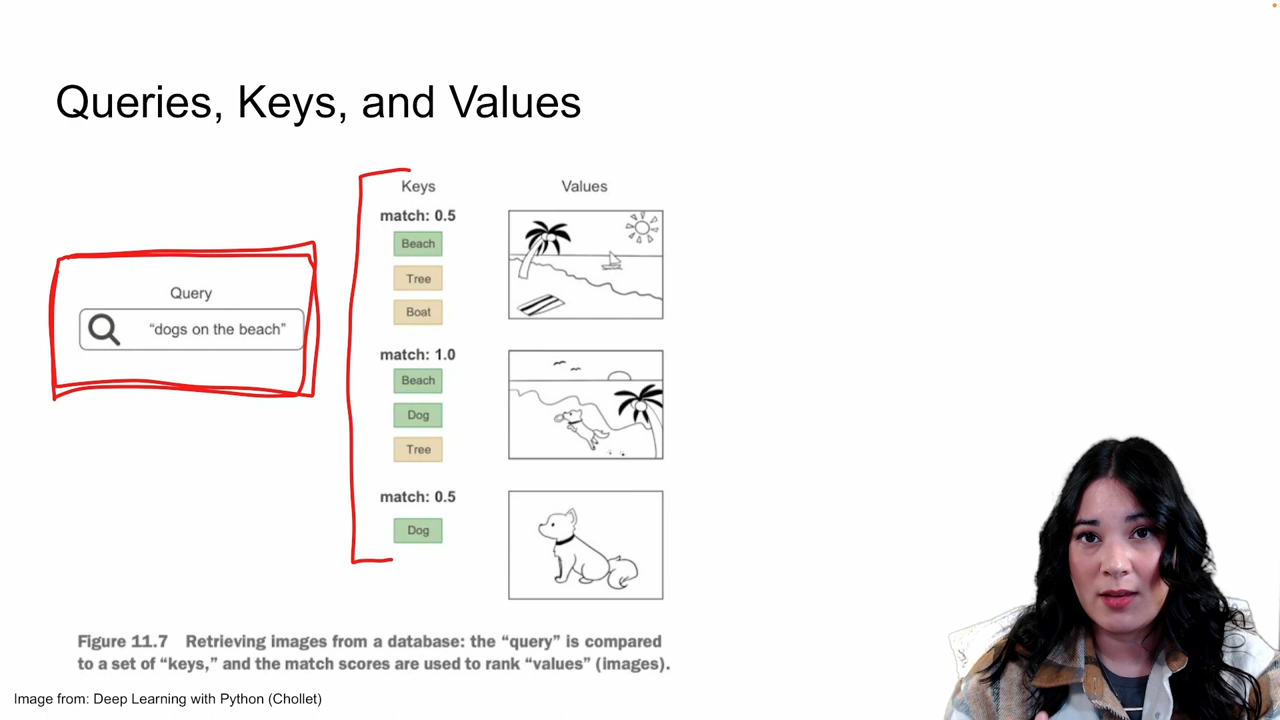 Queries, Keys, and Values
Query
“dogs on the beach”
Keys
Values
match: 0.5
Beach
Tree
Boat
match: 1.0
Beach
Dog
Tree
match: 0.5
Dog
Figure 11.7 Retrieving images from a database: the “query” is compared
to a set of “keys,” and the match scores are used to rank “values” (images).
Image from: Deep Learning with Python (Chollet)